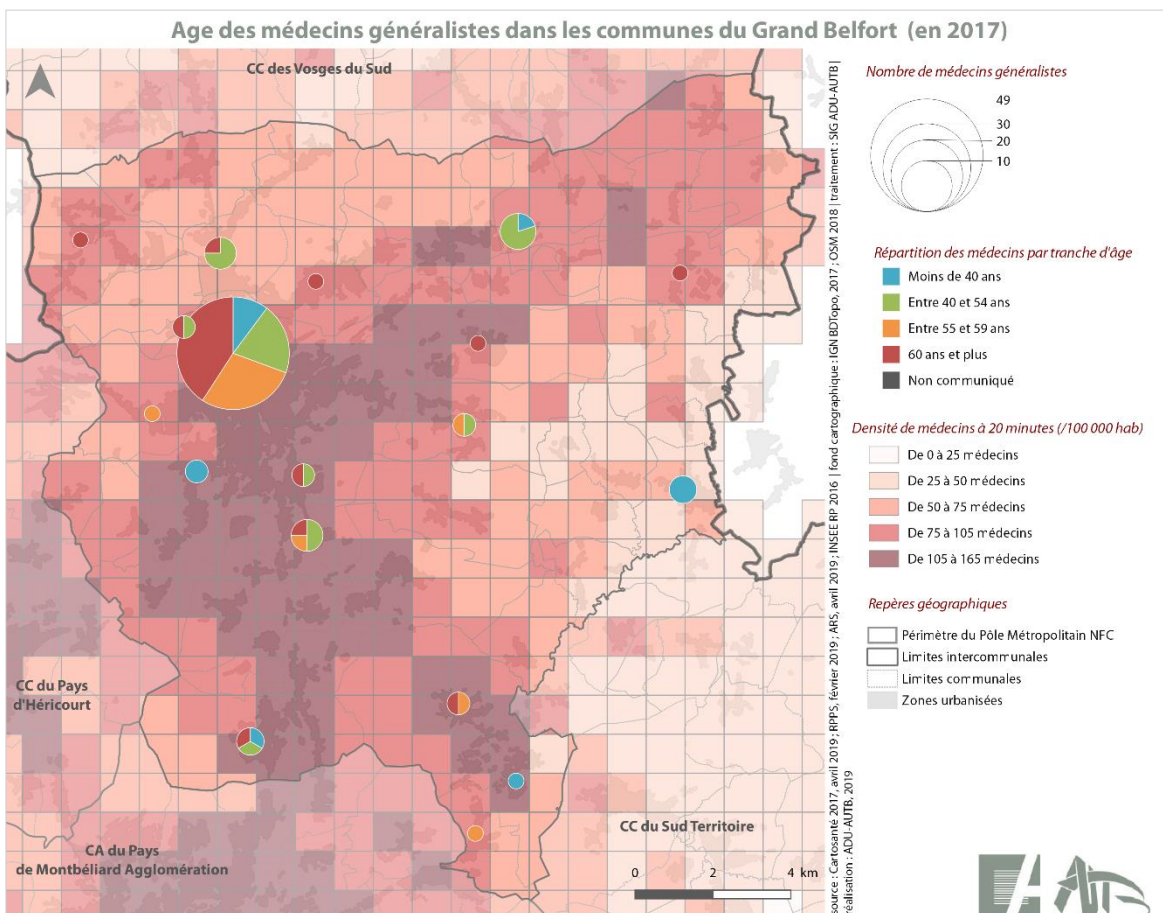 Age des médecins généralistes dans les communes du Grand Belfort (en 2017)
CC des Vosges du Sud
CC du Pays
d'Héricourt
CA du Pays
de Montbéliard Agglomération
CC du Sud Territoire
0 2 4 km
source : Cartosanté 2017, avril 2019 ; RPPS, février 2019 ; ARS, avril 2019 ; INSEE RP 2016 | fond cartographique : IGN BDTopo, 2017 ; OSM 2018 | traitement : SIG ADU-AUTB |
réalisation : ADU-AUTB, 2019
Nombre de médecins généralistes
49
30
20
10
Répartition des médecins par tranche d'âge
Moins de 40 ans
Entre 40 et 54 ans
Entre 55 et 59 ans
60 ans et plus
Non communiqué
Densité de médecins à 20 minutes (/100 000 hab)
De 0 à 25 médecins
De 25 à 50 médecins
De 50 à 75 médecins
De 75 à 105 médecins
De 105 à 165 médecins
Repères géographiques
Périmètre du Pôle Métropolitain NFC
Limites intercommunales
Limites communales
Zones urbanisées